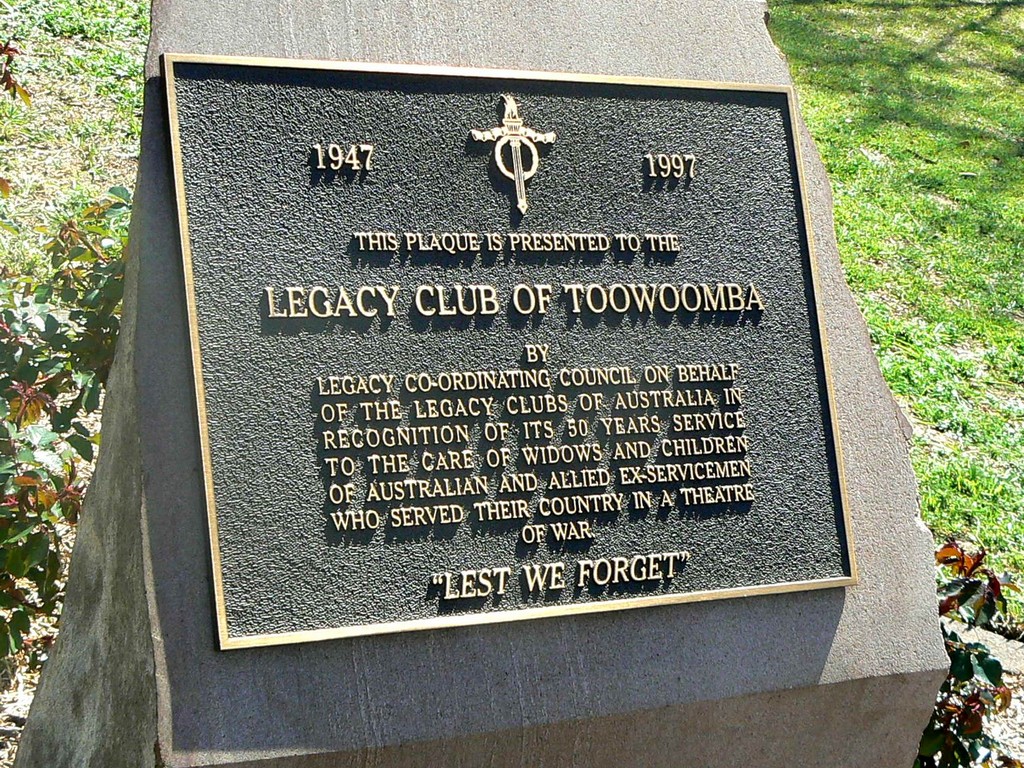 1947 1997
THIS PLAQUE IS PRESENTED TO THE
LEGACY CLUB OF TOOWOOMBA
BY
LEGACY CO-ORDINATING COUNCIL ON BEHALF
OF THE LEGACY CLUBS OF AUSTRALIA IN
RECOGNITION OF ITS 50 YEARS SERVICE
TO THE CARE OF WIDOWS AND CHILDREN
OF AUSTRALIAN AND ALLIED EX-SERVICEMEN
WHO SERVED THEIR COUNTRY IN A THEATRE
OF WAR.
"LEST WE FORGET"